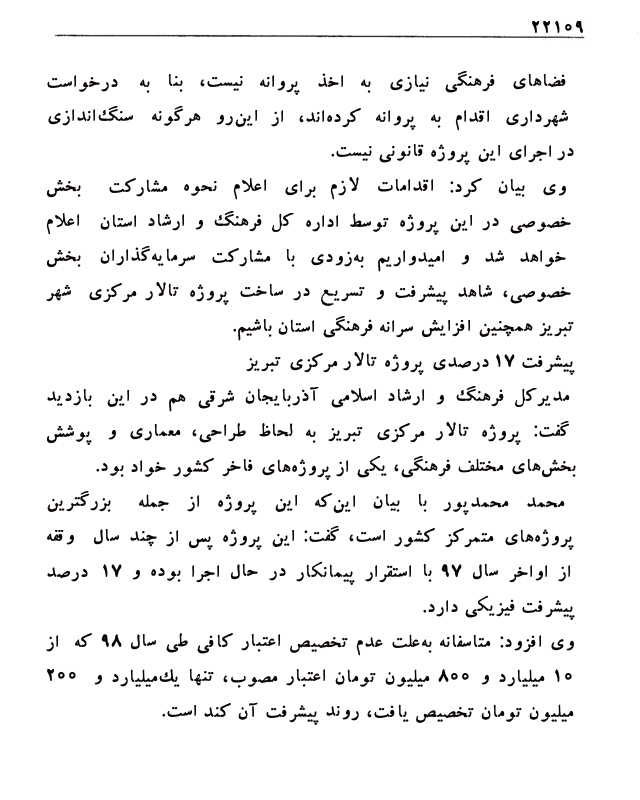 ۲۲۱۰۹
فضاهای فرهنگی نیازی به اخذ پروانه نیست، بنا به درخواست
شهرداری اقدام به پروانه کرده‌اند، از این‌رو هرگونه سنگ‌اندازی
در اجرای این پروژه قانونی نیست.
وی بیان کرد: اقدامات لازم برای اعلام نحوه مشارکت بخش
خصوصی در این پروژه توسط اداره کل فرهنگ و ارشاد استان اعلام
خواهد شد و امیدواریم به‌زودی با مشارکت سرمایه‌گذاران بخش
خصوصی، شاهد پیشرفت و تسریع در ساخت پروژه تالار مرکزی شهر
تبریز همچنین افزایش سرانه فرهنگی استان باشیم.
پیشرفت ۱۷ درصدی پروژه تالار مرکزی تبریز
مدیرکل فرهنگ و ارشاد اسلامی آذربایجان شرقی هم در این بازدید
گفت: پروژه تالار مرکزی تبریز به لحاظ طراحی، معماری و پوشش
بخش‌های مختلف فرهنگی، یکی از پروژه‌های فاخر کشور خواد بود.
محمد محمدپور با بیان این‌که این پروژه از جمله بزرگترین
پروژه‌های متمرکز کشور است، گفت: این پروژه پس از چند سال وقفه
از اواخر سال ۹۷ با استقرار پیمانکار در حال اجرا بوده و ۱۷ درصد
پیشرفت فیزیکی دارد.
وی افزود: متاسفانه به‌علت عدم تخصیص اعتبار کافی طی سال ۹۸ که از
۱۰ میلیارد و ۸۰۰ میلیون تومان اعتبار مصوب، تنها یک‌میلیارد و ۲۰۰
میلیون تومان تخصیص یافت، روند پیشرفت آن کند است.